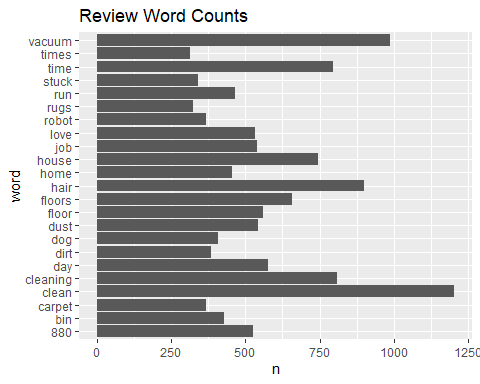 Review Word Counts
vacuum
times
time
stuck
run
rugs
robot
love
job
house
home
hair
floors
floor
dust
dog
dirt
day
cleaning
clean
carpet
bin
880
word
0 250 500 750 1000 1250
n